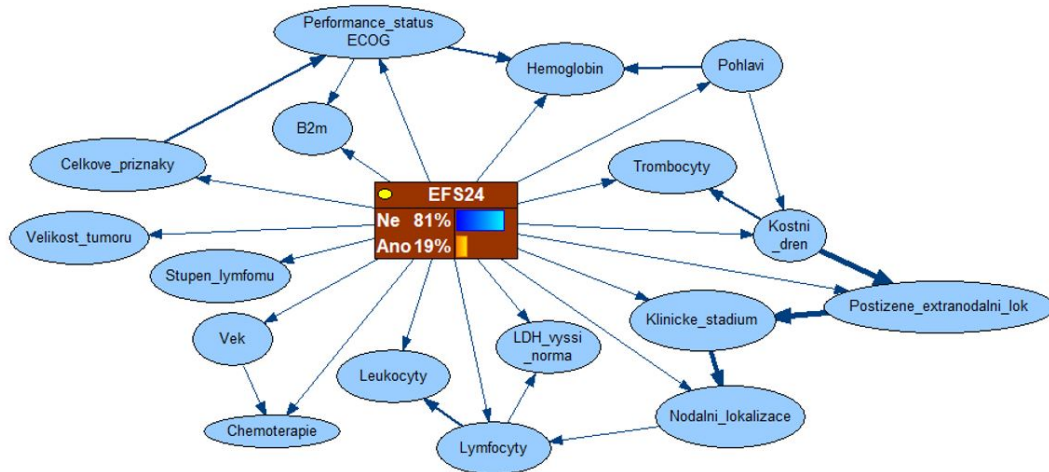 Performance_status
ECOG
Hemoglobin
Pohlavi
B2m
Celkove_priznaky
Trombocyty
EFS24
Ne 81%
Ano 19%
Velikost_tumoru
Kostni
_dren
Stupen_lymfomu
Postizene_extranodalni_lok
Klinicke_stadium
Vek
LDH_vyssi
_norma
Leukocyty
Nodalni_lokalizace
Chemoterapie
Lymfocyty